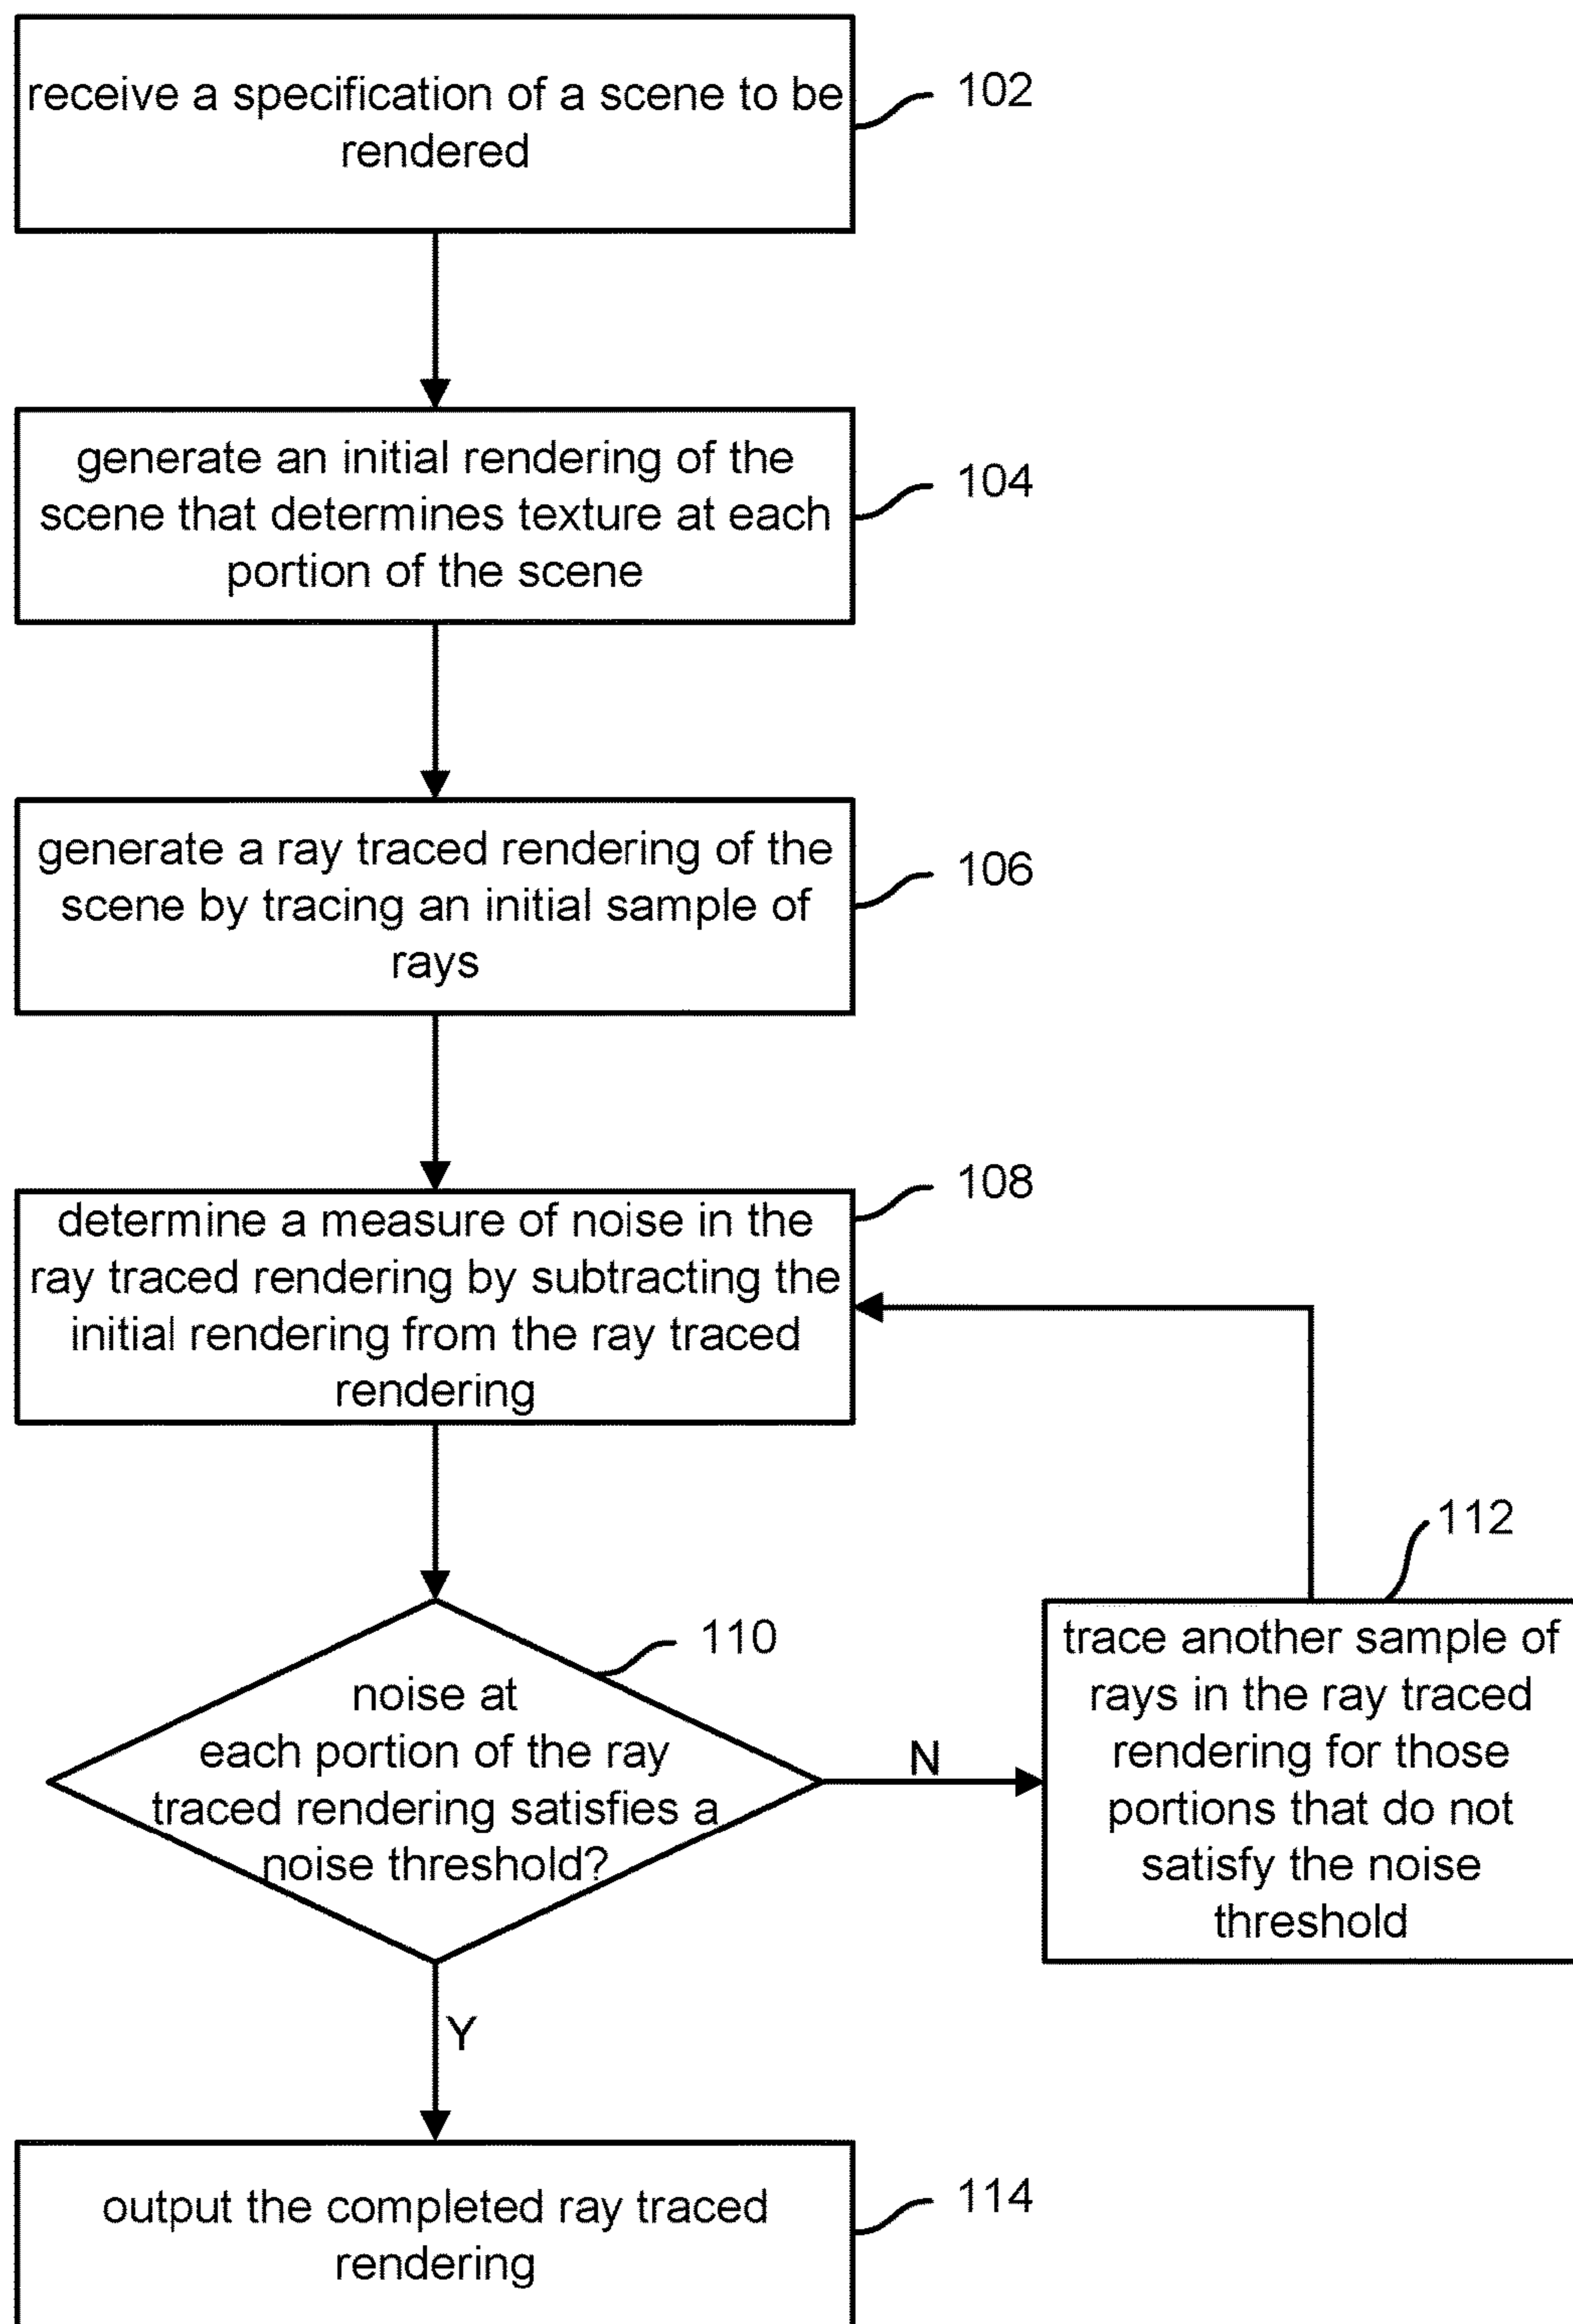 receive a specification of a scene to be
rendered
102
generate an initial rendering of the
scene that determines texture at each
portion of the scene
104
generate a ray traced rendering of the
scene by tracing an initial sample of
rays
106
determine a measure of noise in the
ray traced rendering by subtracting the
initial rendering from the ray traced
rendering
108
noise at
each portion of the ray
traced rendering satisfies a
noise threshold?
110
N
trace another sample of
rays in the ray traced
rendering for those
portions that do not
satisfy the noise
threshold
112
Y
output the completed ray traced
rendering
114